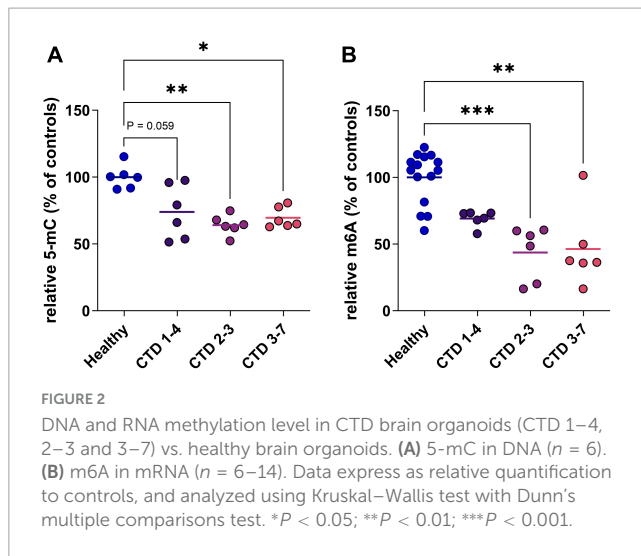 A
*
**
P = 0.059
relative 5-mC (% of controls)
150
100
50
0
Healthy
CTD 1-4
CTD 2-3
CTD 3-7
B
**
***
relative m6A (% of controls)
150
100
50
0
Healthy
CTD 1-4
CTD 2-3
CTD 3-7
FIGURE 2
DNA and RNA methylation level in CTD brain organoids (CTD 1–4,
2–3 and 3–7) vs. healthy brain organoids. (A) 5-mC in DNA (n = 6).
(B) m6A in mRNA (n = 6–14). Data express as relative quantification
to controls, and analyzed using Kruskal–Wallis test with Dunn’s
multiple comparisons test. *P < 0.05; **P < 0.01; ***P < 0.001.